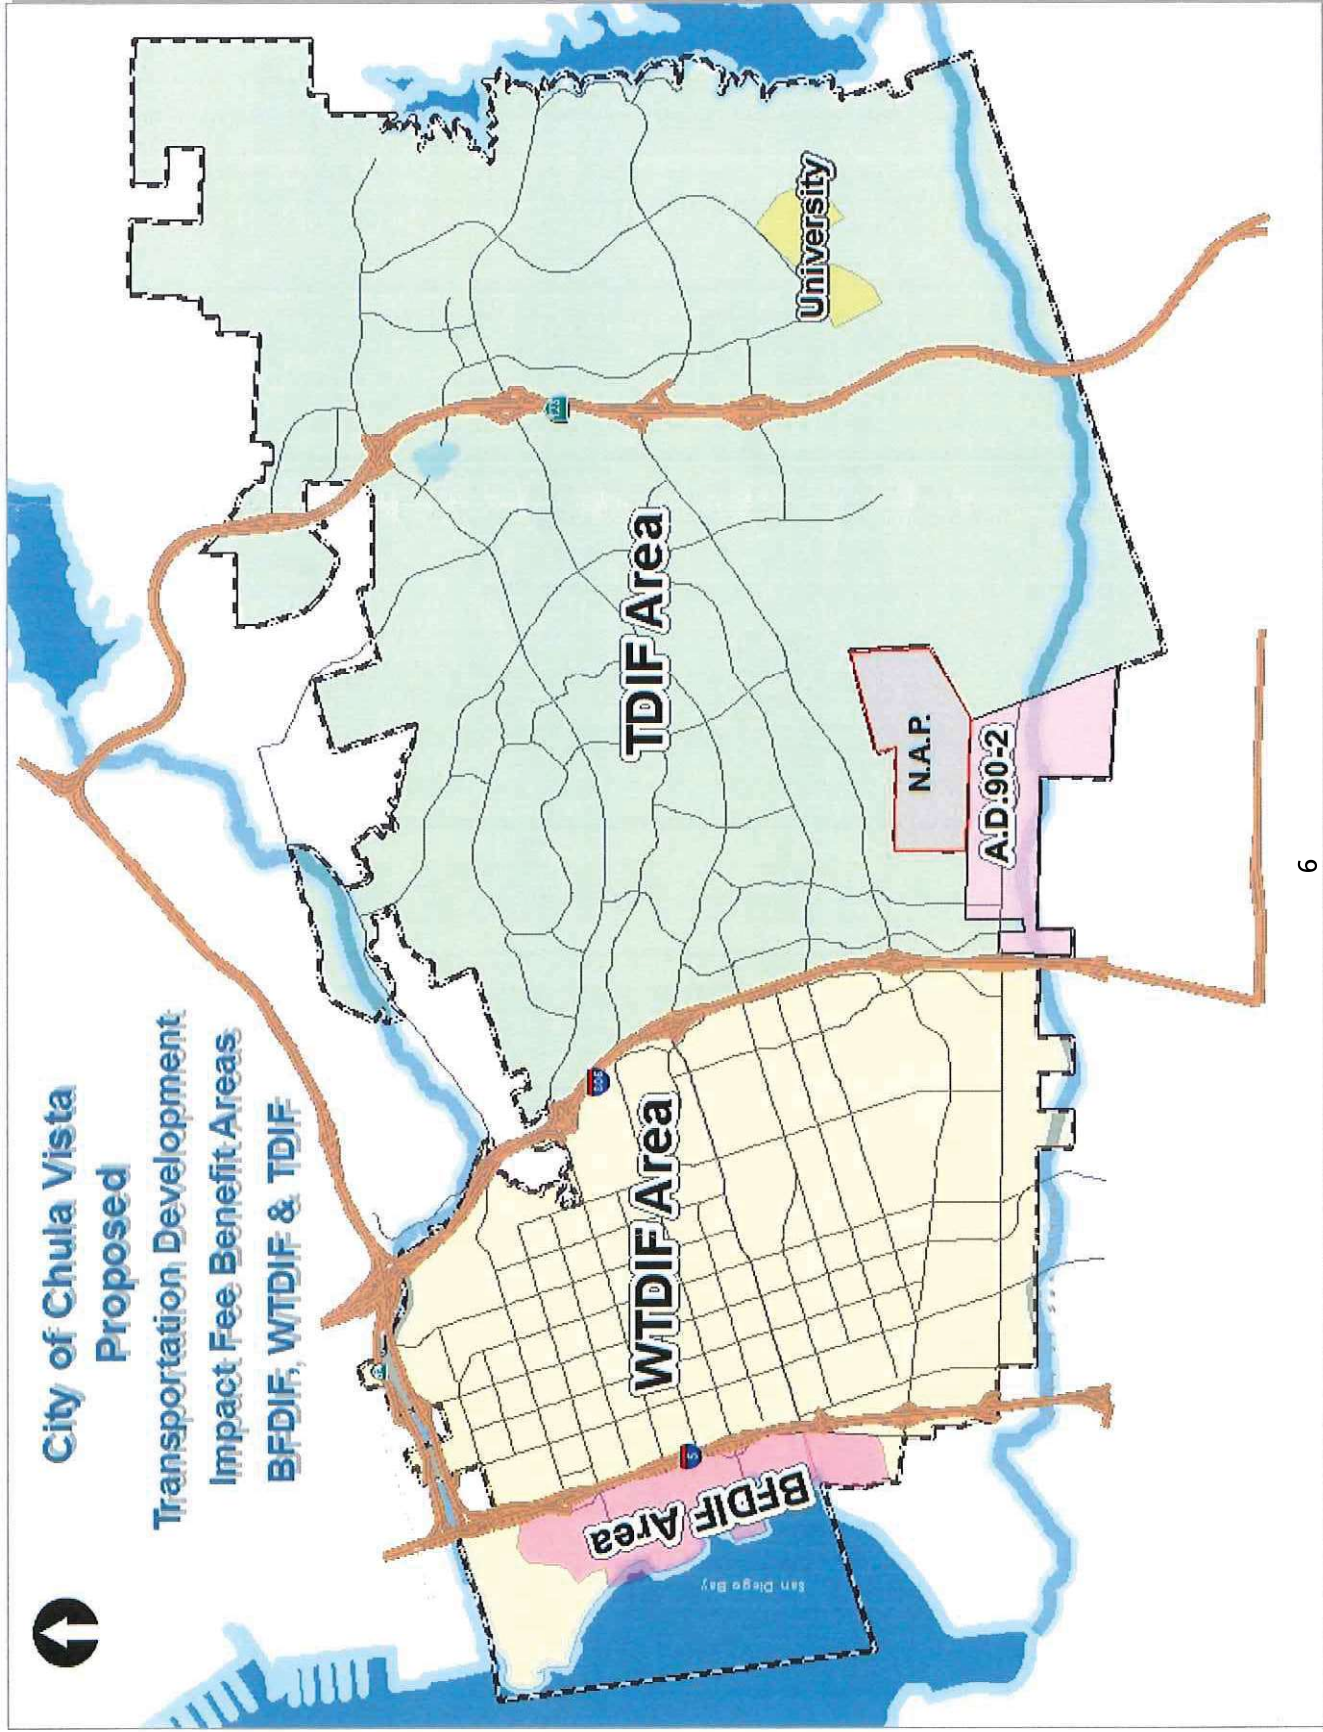 City of Chula Vista
Proposed
Transportation Development
Impact Fee Benefit Areas
BFDIF, WTDIF & TDIF
TDIF Area
University
N.A.P.
A.D.90-2
WTDIF Area
BFDIF Area
San Diego Bay
805
125
5
6